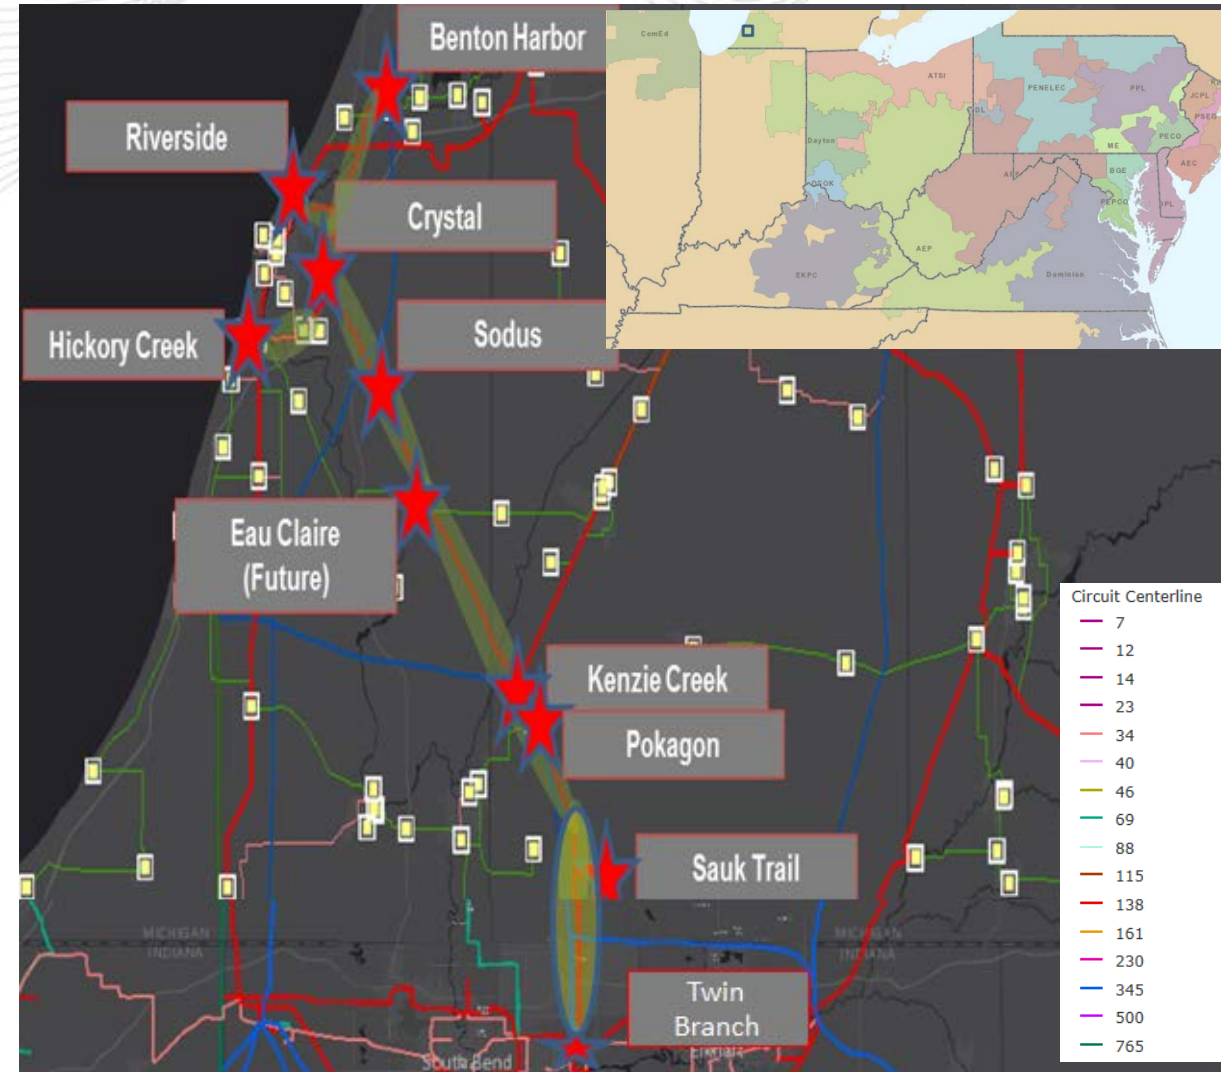 Benton Harbor
Riverside
Crystal
Hickory Creek
Sodus
Eau Claire
(Future)
Kenzie Creek
Pokagon
Sauk Trail
Twin
Branch
MICHIGAN
INDIANA
MICHIGAN
INDIANA
South Bend
ComEd
ATSI
PENELEC
PPL
JCPL
PSEG
DL
Dayton
ME
PECO
AEC
BGE
DPL
PEPCO
AEP
EKPC
Dominion
Circuit Centerline
7
12
14
23
34
40
46
69
88
115
138
161
230
345
500
765